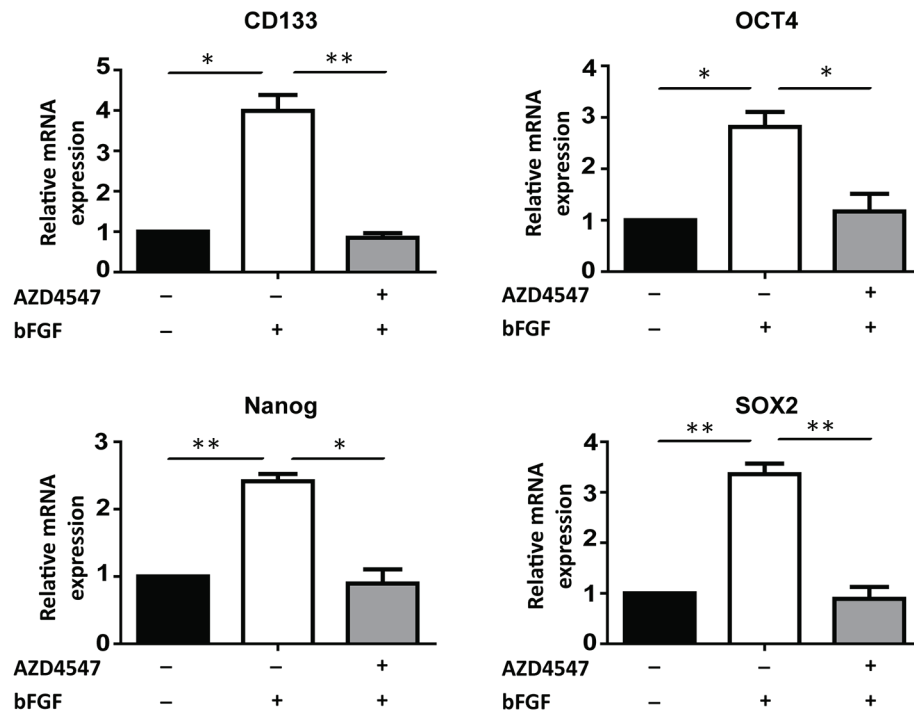 CD133
Relative mRNA
expression
5
4
3
2
1
0
* **
AZD4547 – – +
bFGF – + +
OCT4
Relative mRNA
expression
4
3
2
1
0
* *
AZD4547 – – +
bFGF – + +
Nanog
Relative mRNA
expression
3
2
1
0
** *
AZD4547 – – +
bFGF – + +
SOX2
Relative mRNA
expression
4
3
2
1
0
** **
AZD4547 – – +
bFGF – + +